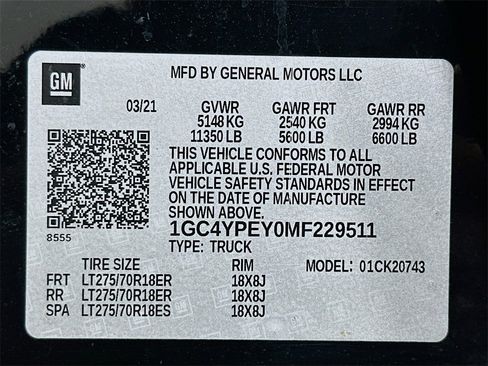 GM
MFD BY GENERAL MOTORS LLC
03/21 GVWR GAWR FRT GAWR RR
5148 KG 2540 KG 2994 KG
11350 LB 5600 LB 6600 LB
THIS VEHICLE CONFORMS TO ALL
APPLICABLE U.S. FEDERAL MOTOR
VEHICLE SAFETY STANDARDS IN EFFECT
ON THE DATE OF MANUFACTURE
SHOWN ABOVE.
8555
1GC4YPEY0MF229511
TYPE: TRUCK
TIRE SIZE RIM MODEL: 01CK20743
FRT LT275/70R18ER 18X8J
RR LT275/70R18ER 18X8J
SPA LT275/70R18ES 18X8J